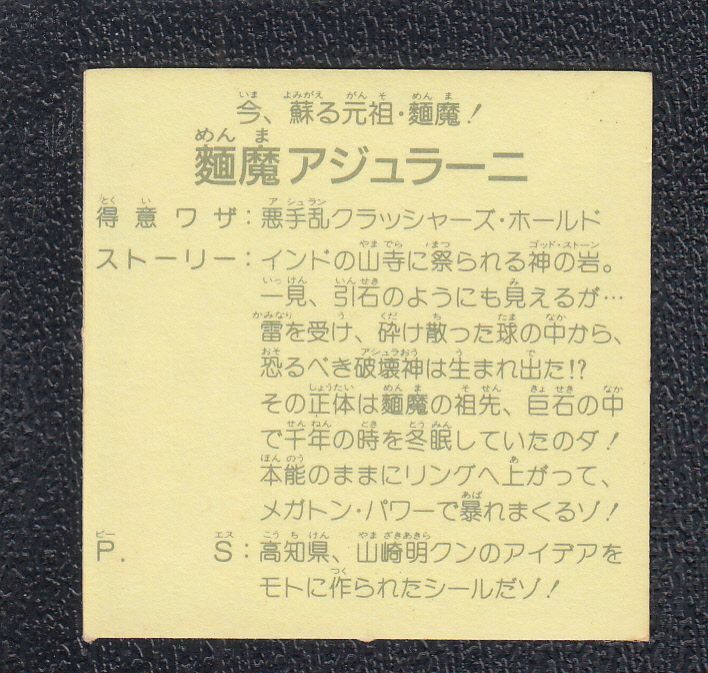 今、蘇る元祖・麵魔！
麵魔アジュラーニ
得意ワザ：悪手乱クラッシャーズ・ホールド
ストーリー：インドの山寺に祭られる神の岩。
一見、引石のようにも見えるが…
雷を受け、砕け散った球の中から、
恐るべき破壊神は生まれ出た!?
その正体は麵魔の祖先、巨石の中
で千年の時を冬眠していたのダ！
本能のままにリングへ上がって、
メガトン・パワーで暴れまくるゾ！
P.S：高知県、山崎明クンのアイデアを
モトに作られたシールだゾ！